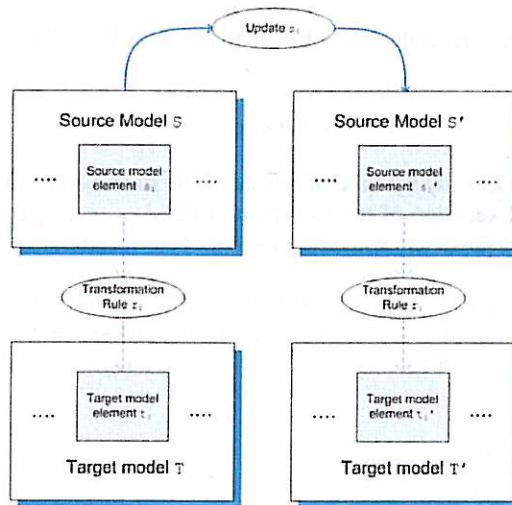 Update s₁
Source Model S
Source Model S'
.... Source model ....
element s₁
.... Source model ....
element s₁'
Transformation
Rule r₁
Transformation
Rule r₁
.... Target model ....
element t₁
.... Target model ....
element t₁'
Target model T
Target model T'